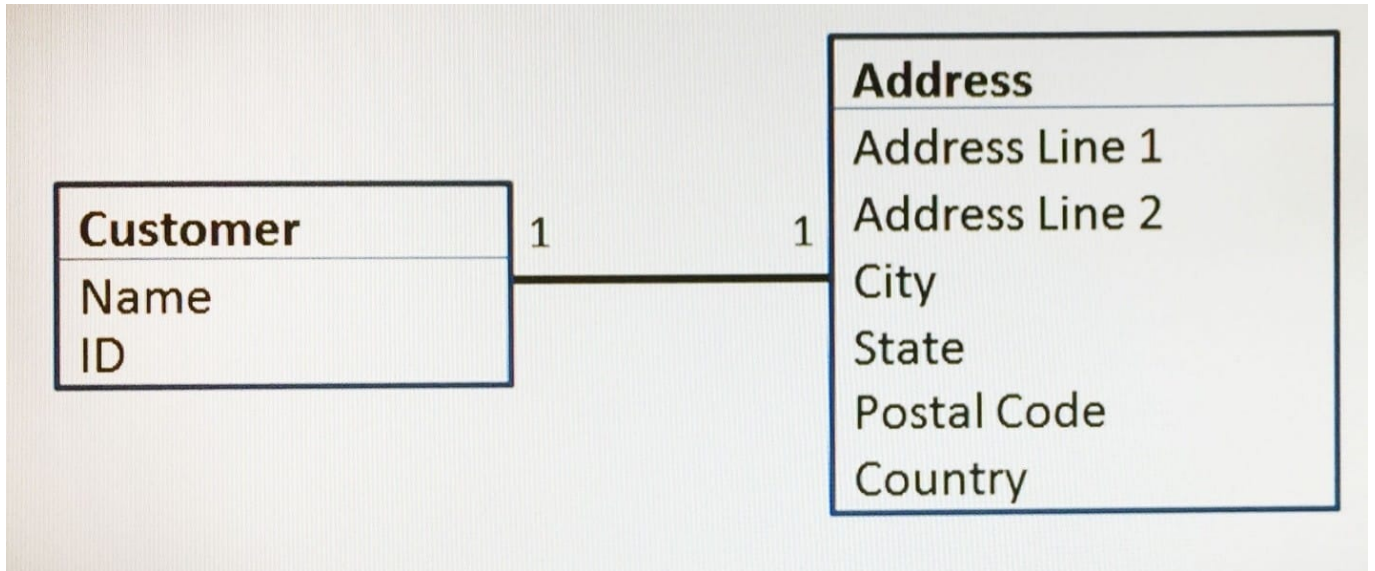 Customer
Name
ID
1
1
Address
Address Line 1
Address Line 2
City
State
Postal Code
Country